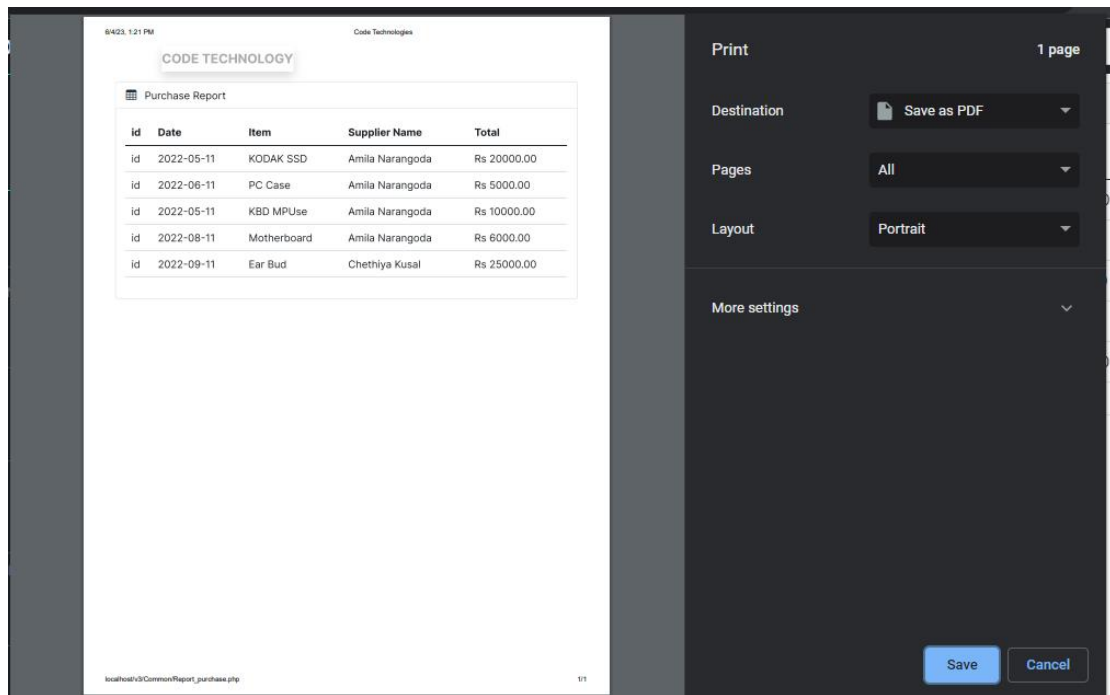 6/4/23, 1:21 PM Code Technologies
CODE TECHNOLOGY
Purchase Report
id Date Item Supplier Name Total
id 2022-05-11 KODAK SSD Amila Narangoda Rs 20000.00
id 2022-06-11 PC Case Amila Narangoda Rs 5000.00
id 2022-05-11 KBD MPUse Amila Narangoda Rs 10000.00
id 2022-08-11 Motherboard Amila Narangoda Rs 6000.00
id 2022-09-11 Ear Bud Chethiya Kusal Rs 25000.00
localhost/v3/Common/Report_purchase.php 1/1
Print 1 page
Destination Save as PDF
Pages All
Layout Portrait
More settings
Save Cancel